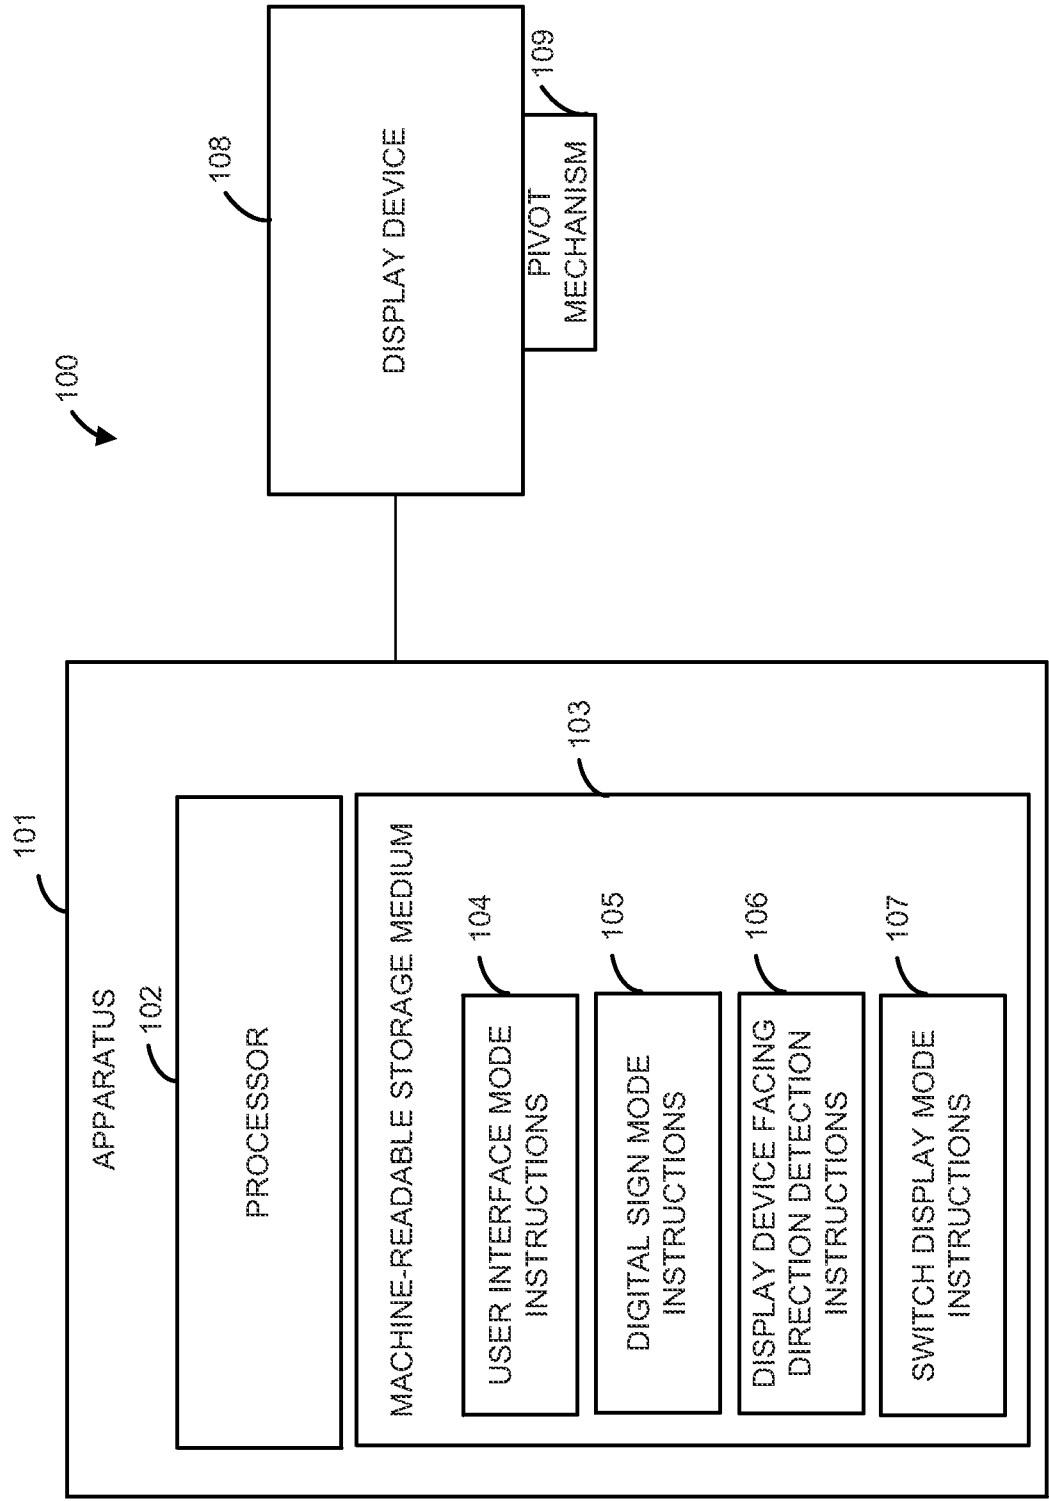 100
101
APPARATUS
102
PROCESSOR
103
MACHINE-READABLE STORAGE MEDIUM
104
USER INTERFACE MODE
INSTRUCTIONS
105
DIGITAL SIGN MODE
INSTRUCTIONS
106
DISPLAY DEVICE FACING
DIRECTION DETECTION
INSTRUCTIONS
107
SWITCH DISPLAY MODE
INSTRUCTIONS
108
DISPLAY DEVICE
109
PIVOT
MECHANISM